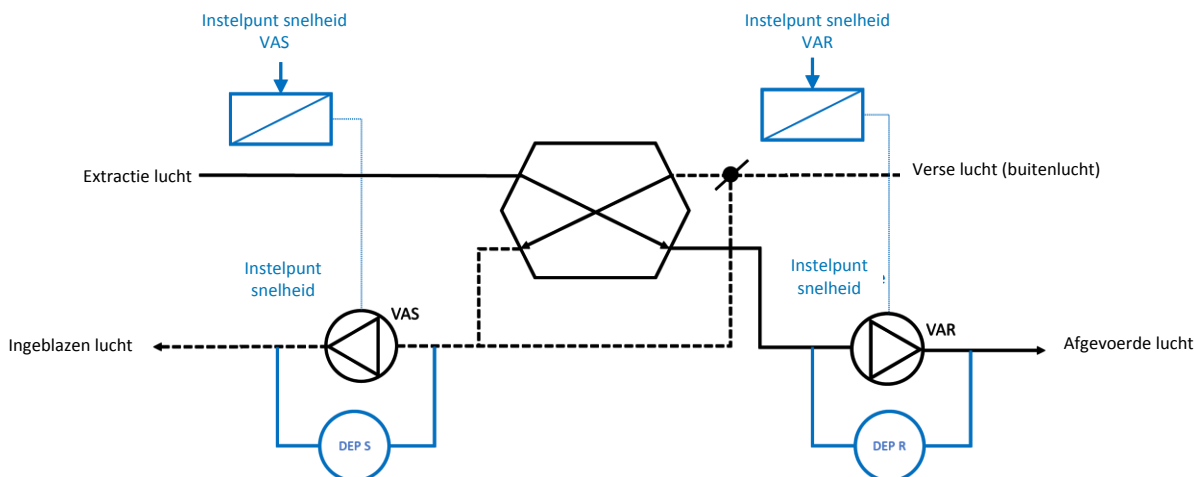 Instelpunt snelheid
VAS
Instelpunt snelheid
VAR
Extractie lucht
Verse lucht (buitenlucht)
Instelpunt
snelheid
Instelpunt
snelheid
VAS
VAR
Ingeblazen lucht
Afgevoerde lucht
DEP S
DEP R